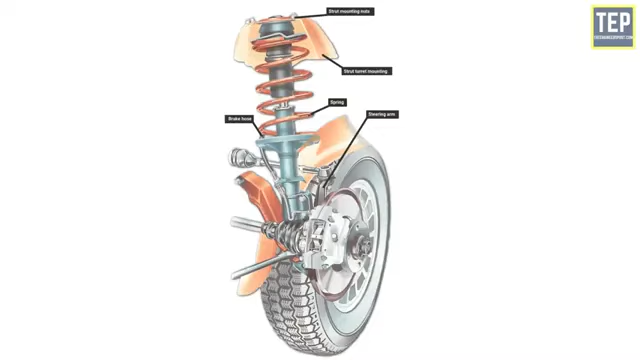 Strut mounting nuts
TEP
Strut turret mounting
Spring
Steering arm
Brake hose